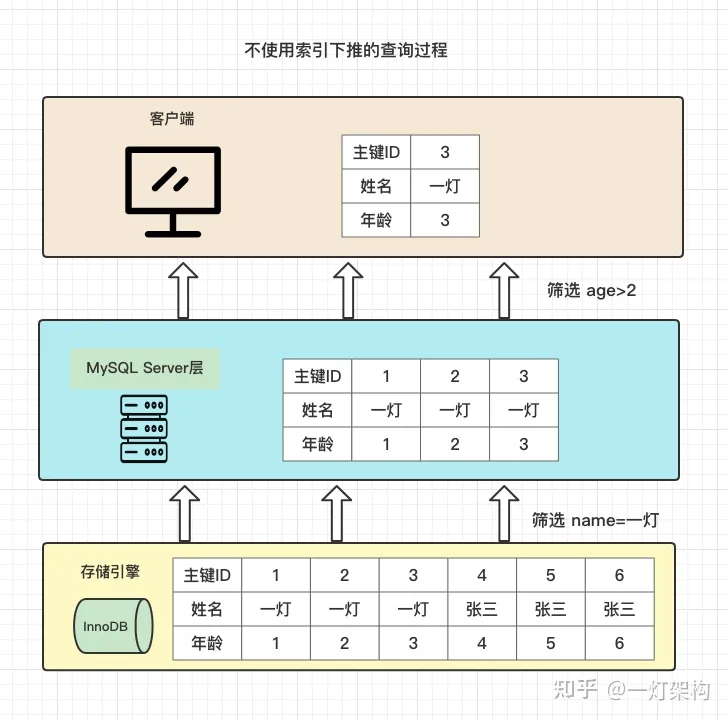 不使用索引下推的查询过程
客户端
主键ID 3
姓名 一灯
年龄 3
筛选 age>2
MySQL Server层
主键ID 1 2 3
姓名 一灯 一灯 一灯
年龄 1 2 3
筛选 name=一灯
存储引擎
InnoDB
主键ID 1 2 3 4 5 6
姓名 一灯 一灯 一灯 张三 张三 张三
年龄 1 2 3 4 5 6
知乎 @一灯架构